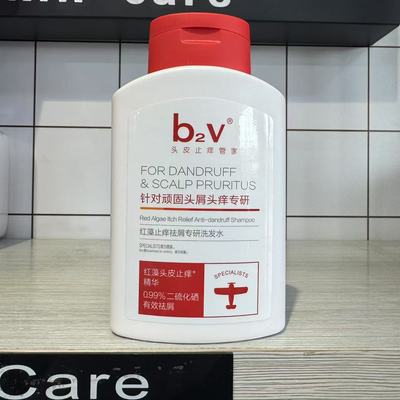 Hair Care
b2v®
头皮止痒管家
FOR DANDRUFF
& SCALP PRURITUS
针对顽固头屑头痒专研
Red Algae Itch Relief Anti-dandruff Shampoo
红藻止痒祛屑专研洗发水
红藻头皮止痒*
精华
0.99%二硫化硒
有效祛屑
SPECIALISTS
Care